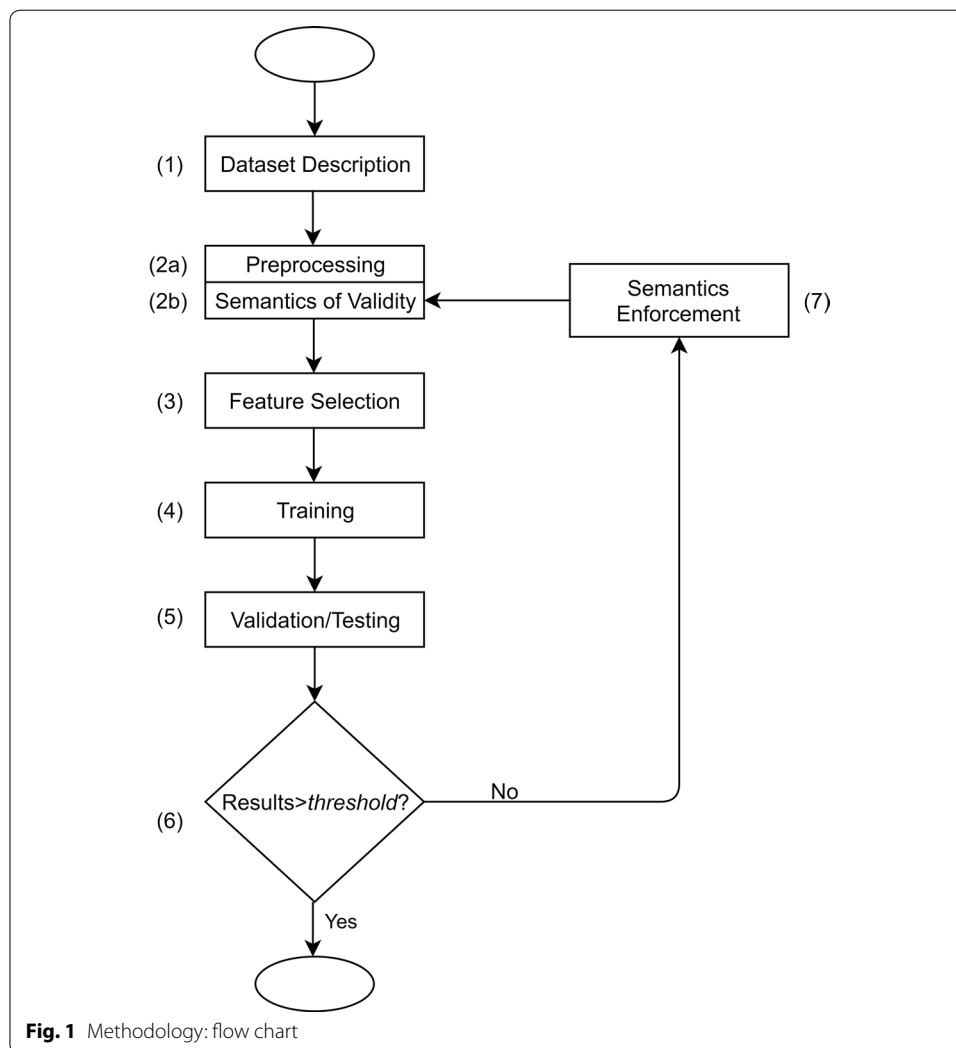 (1) Dataset Description
(2a) Preprocessing
(2b) Semantics of Validity
Semantics
Enforcement
(7)
(3) Feature Selection
(4) Training
(5) Validation/Testing
(6) Results>threshold?
No
Yes
Fig. 1 Methodology: flow chart